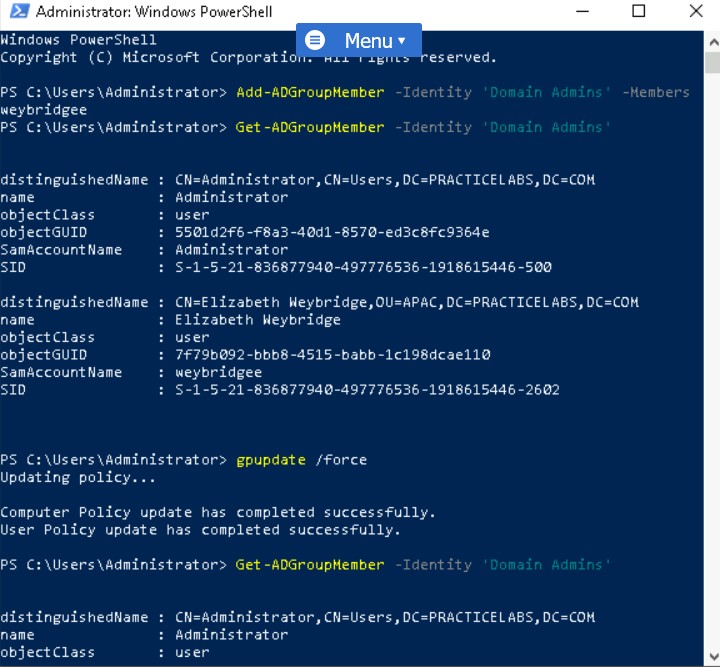 Administrator: Windows PowerShell
Menu
Windows PowerShell
Copyright (C) Microsoft Corporation. All rights reserved.
PS C:\Users\Administrator> Add-ADGroupMember -Identity 'Domain Admins' -Members
weybridgee
PS C:\Users\Administrator> Get-ADGroupMember -Identity 'Domain Admins'
distinguishedName : CN=Administrator,CN=Users,DC=PRACTICELABS,DC=COM
name : Administrator
objectClass : user
objectGUID : 5501d2f6-f8a3-40d1-8570-ed3c8fc9364e
SamAccountName : Administrator
SID : S-1-5-21-836877940-497776536-1918615446-500
distinguishedName : CN=Elizabeth Weybridge,OU=APAC,DC=PRACTICELABS,DC=COM
name : Elizabeth Weybridge
objectClass : user
objectGUID : 7f79b092-bbb8-4515-babb-1c198dcae110
SamAccountName : weybridgee
SID : S-1-5-21-836877940-497776536-1918615446-2602
PS C:\Users\Administrator> gpupdate /force
Updating policy...
Computer Policy update has completed successfully.
User Policy update has completed successfully.
PS C:\Users\Administrator> Get-ADGroupMember -Identity 'Domain Admins'
distinguishedName : CN=Administrator,CN=Users,DC=PRACTICELABS,DC=COM
name : Administrator
objectClass : user